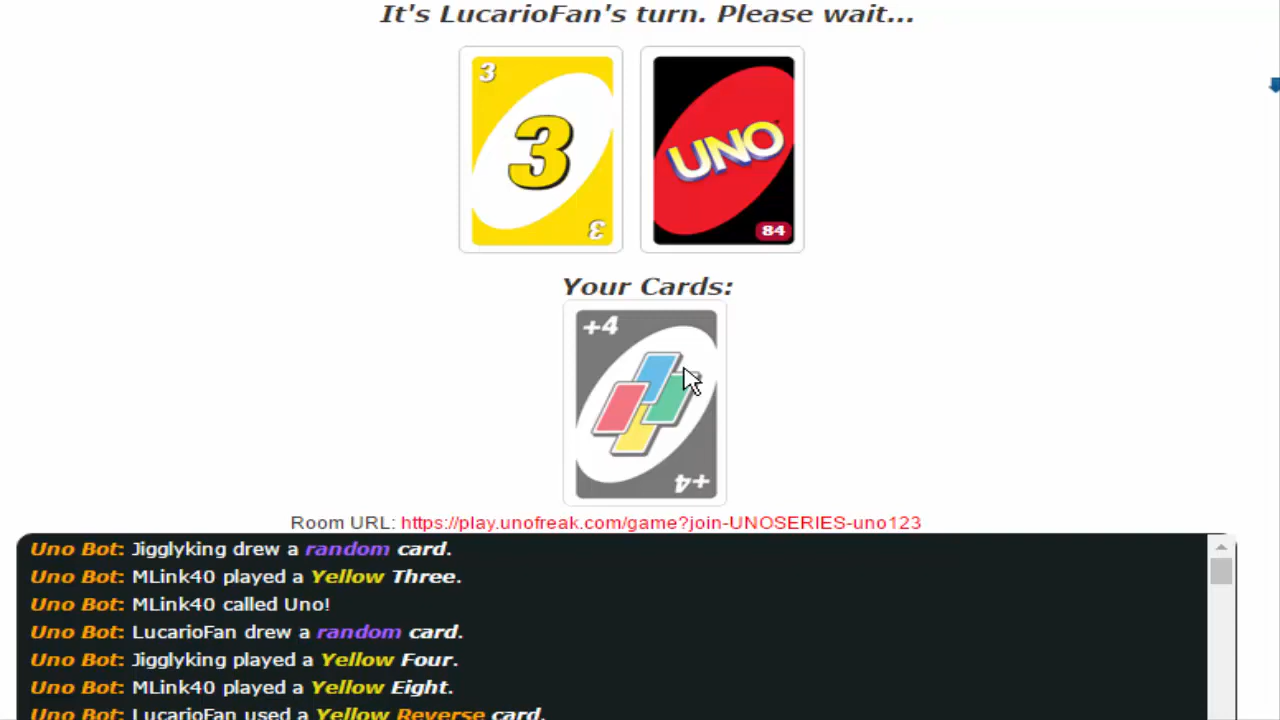 It's LucarioFan's turn. Please wait...
3
3
3
UNO
84
Your Cards:
+4
+4
Room URL: https://play.unofreak.com/game?join-UNOSERIES-uno123
Uno Bot: Jigglyking drew a random card.
Uno Bot: MLink40 played a Yellow Three.
Uno Bot: MLink40 called Uno!
Uno Bot: LucarioFan drew a random card.
Uno Bot: Jigglyking played a Yellow Four.
Uno Bot: MLink40 played a Yellow Eight.
Uno Bot: LucarioFan used a Yellow Reverse card.